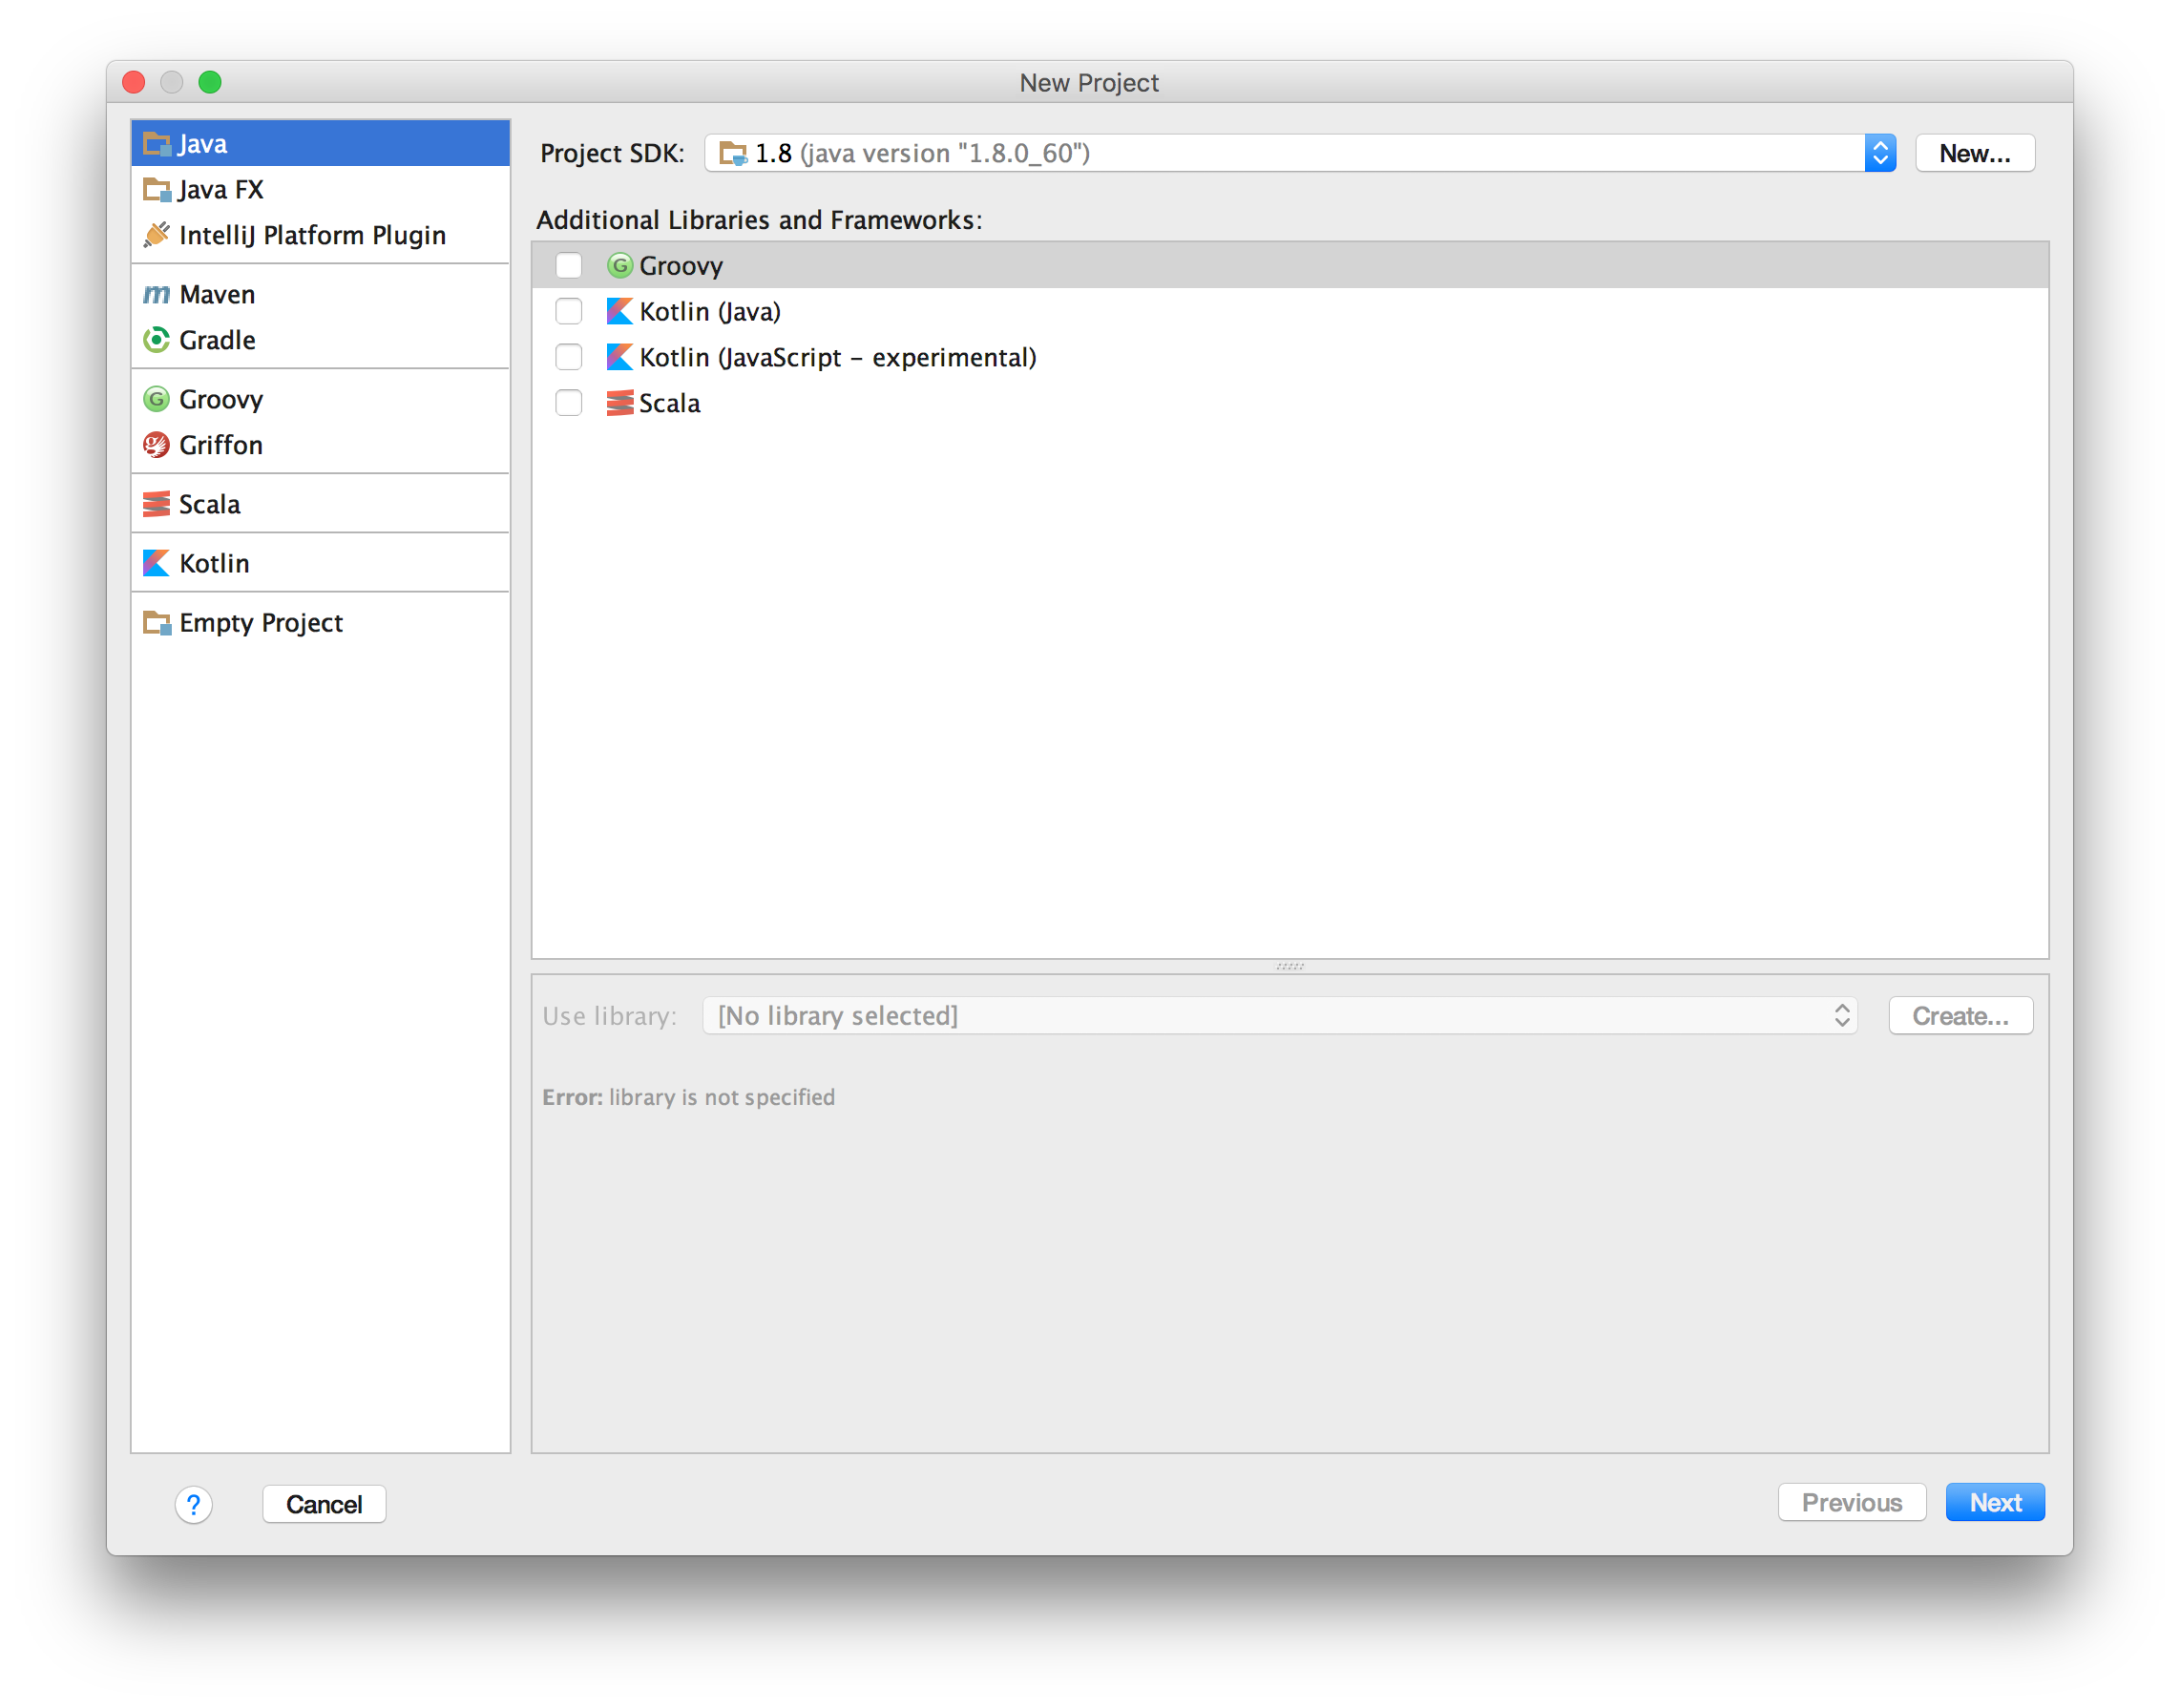 New Project
Java
Java FX
IntelliJ Platform Plugin
Maven
Gradle
Groovy
Griffon
Scala
Kotlin
Empty Project
Project SDK: 1.8 (java version "1.8.0_60") New...
Additional Libraries and Frameworks:
Groovy
Kotlin (Java)
Kotlin (JavaScript – experimental)
Scala
Use library: [No library selected] Create...
Error: library is not specified
? Cancel Previous Next